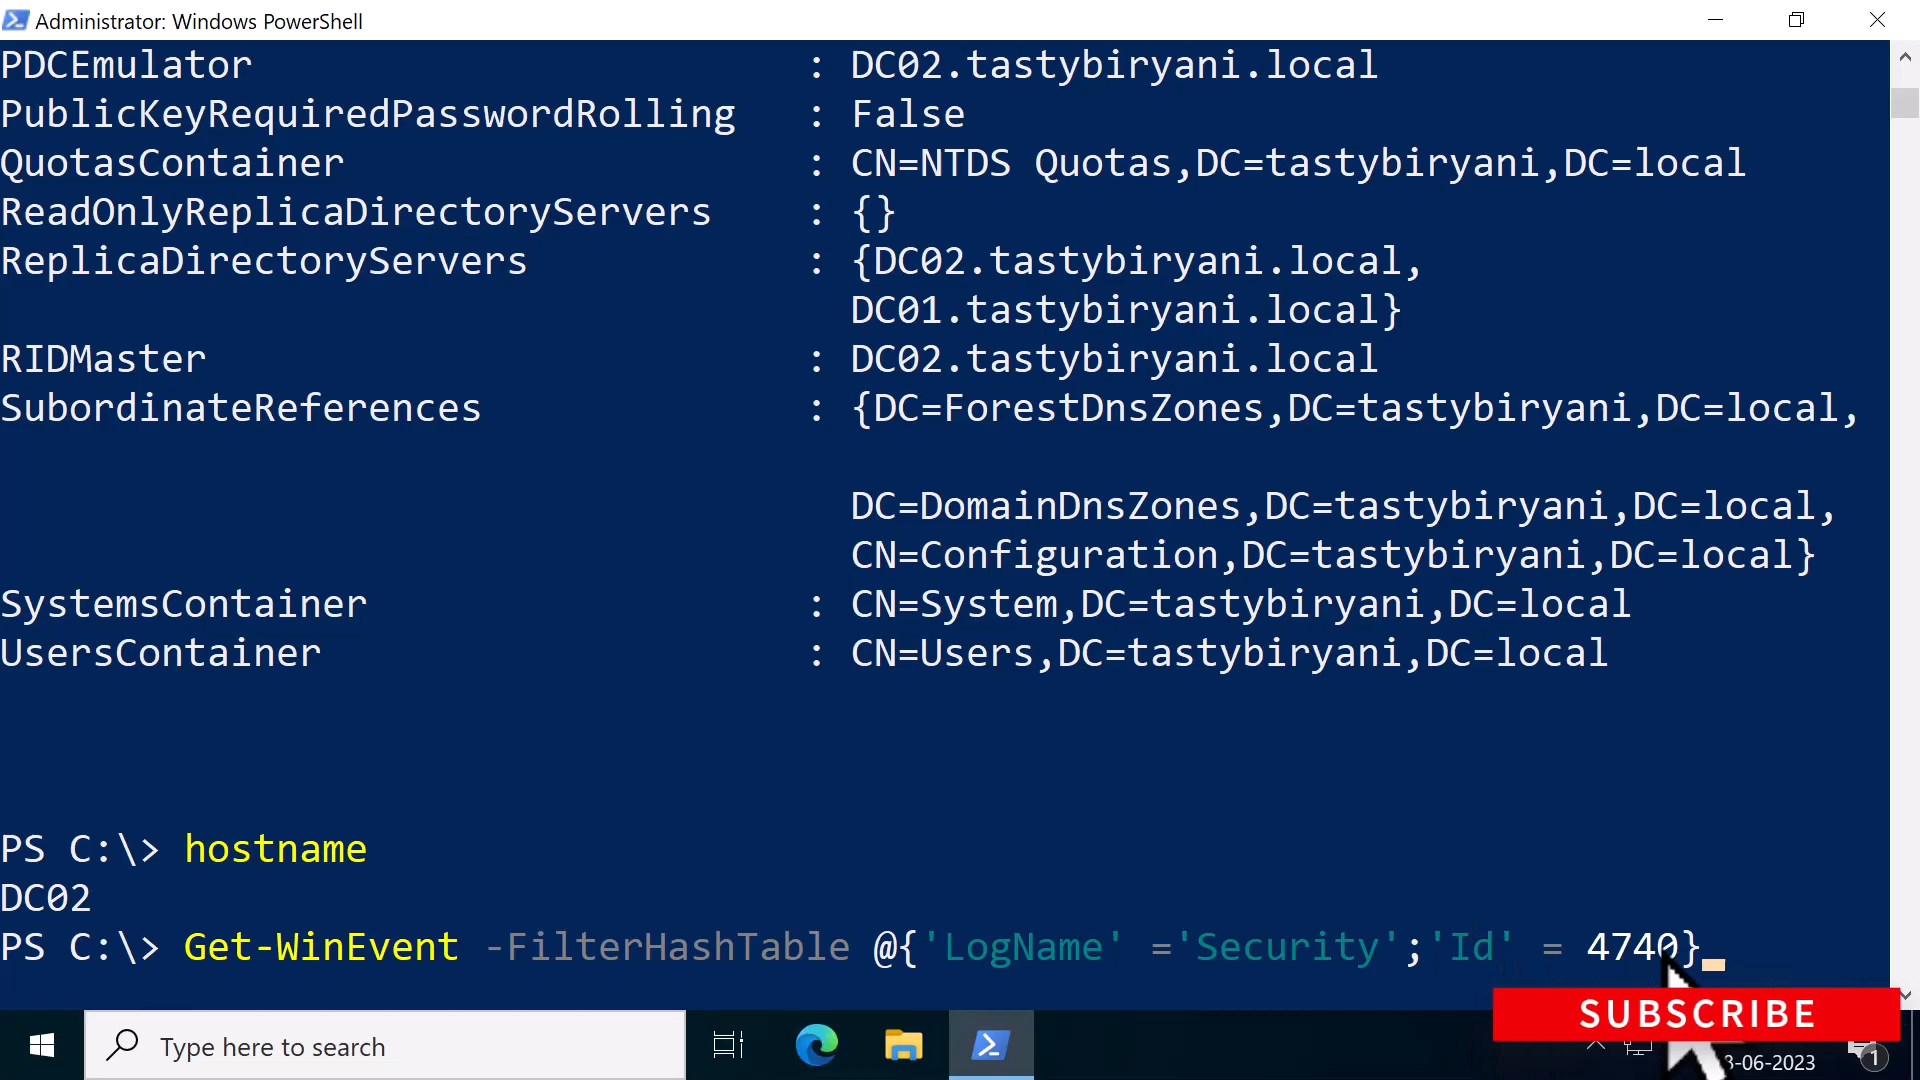 Administrator: Windows PowerShell
PDCEmulator : DC02.tastybiryani.local
PublicKeyRequiredPasswordRolling : False
QuotasContainer : CN=NTDS Quotas,DC=tastybiryani,DC=local
ReadOnlyReplicaDirectoryServers : {}
ReplicaDirectoryServers : {DC02.tastybiryani.local,
DC01.tastybiryani.local}
RIDMaster : DC02.tastybiryani.local
SubordinateReferences : {DC=ForestDnsZones,DC=tastybiryani,DC=local,
DC=DomainDnsZones,DC=tastybiryani,DC=local,
CN=Configuration,DC=tastybiryani,DC=local}
SystemsContainer : CN=System,DC=tastybiryani,DC=local
UsersContainer : CN=Users,DC=tastybiryani,DC=local
PS C:\> hostname
DC02
PS C:\> Get-WinEvent -FilterHashTable @{'LogName' ='Security';'Id' = 4740}
SUBSCRIBE
Type here to search
-06-2023
1